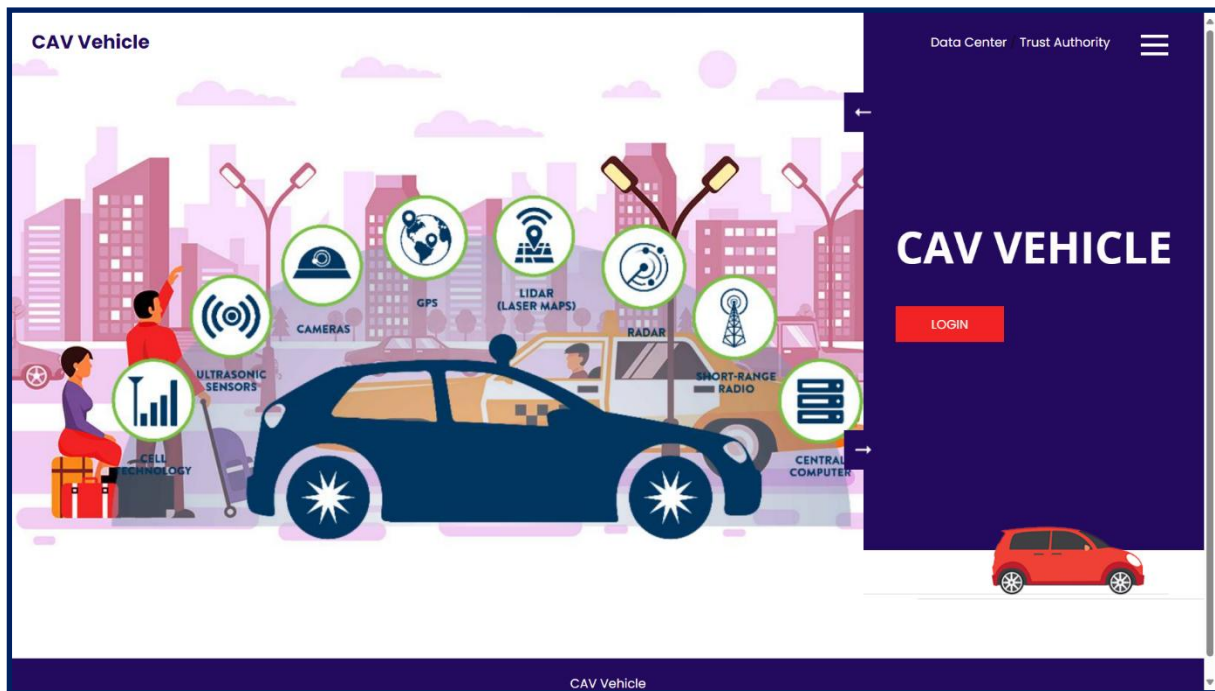 CAV Vehicle
Data Center / Trust Authority
CAV VEHICLE
LOGIN
GPS
LIDAR
(LASER MAPS)
CAMERAS
RADAR
ULTRASONIC
SENSORS
SHORT-RANGE
RADIO
CELL
TECHNOLOGY
CENTRAL
COMPUTER
CAV Vehicle